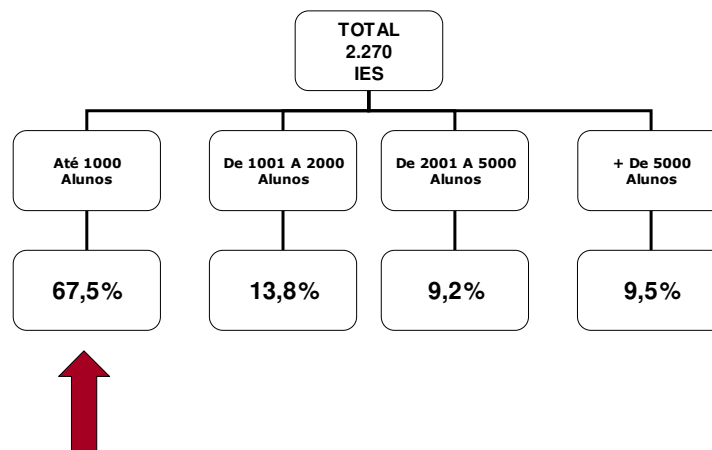 TOTAL
2.270
IES
Até 1000
Alunos
De 1001 A 2000
Alunos
De 2001 A 5000
Alunos
+ De 5000
Alunos
67,5%
13,8%
9,2%
9,5%